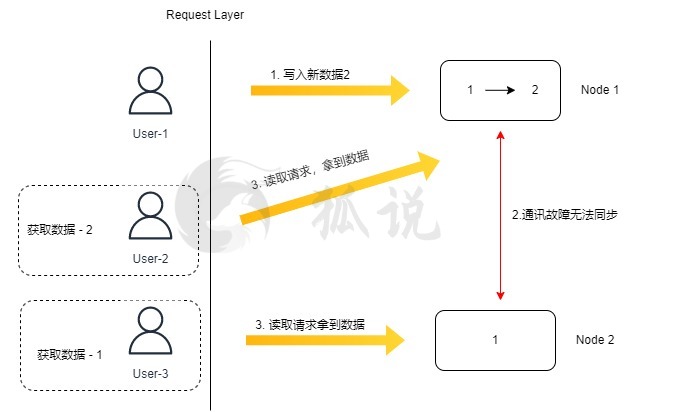 Request Layer
1. 写入新数据2
1
2
Node 1
User-1
3. 读取请求，拿到数据
狐说
获取数据 - 2
User-2
2.通讯故障无法同步
3. 读取请求拿到数据
1
Node 2
获取数据 - 1
User-3